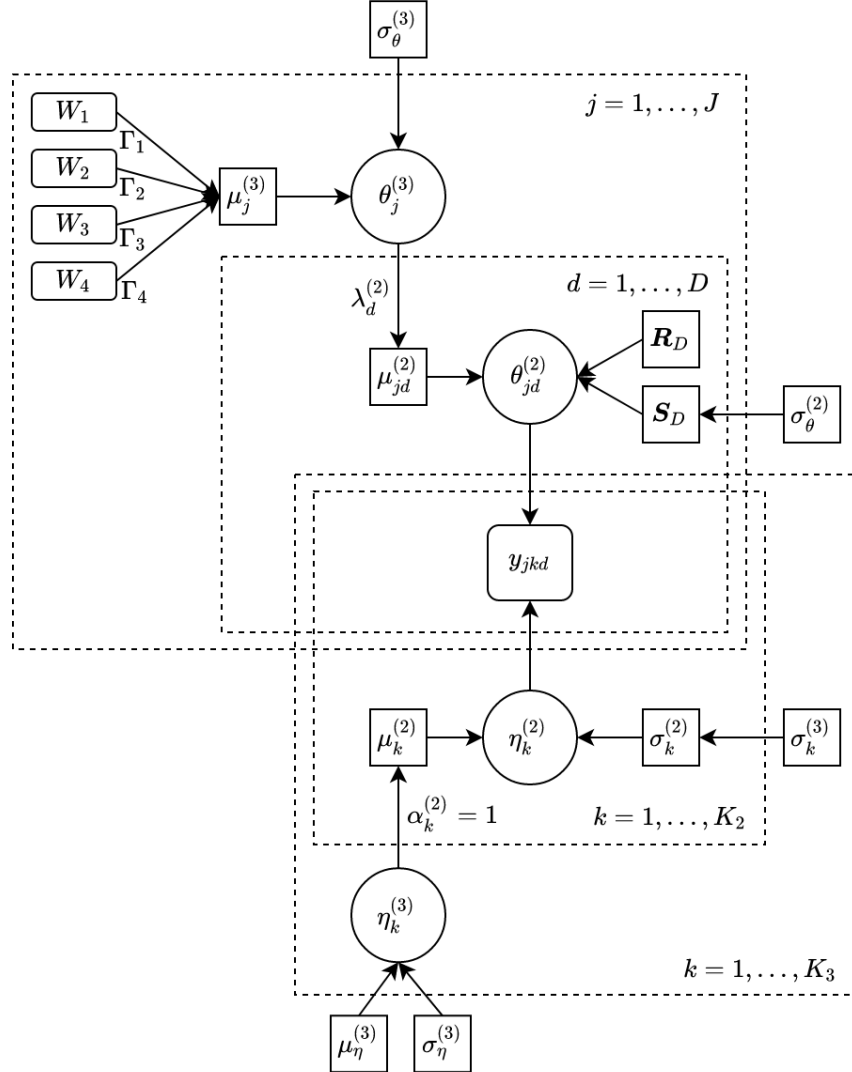 σ_θ^(3)
j = 1, . . . , J
W_1
Γ_1
W_2
Γ_2
W_3
Γ_3
W_4
Γ_4
μ_j^(3)
θ_j^(3)
d = 1, . . . , D
λ_d^(2)
R_D
μ_jd^(2)
θ_jd^(2)
S_D
σ_θ^(2)
y_jkd
μ_k^(2)
η_k^(2)
σ_k^(2)
σ_k^(3)
α_k^(2) = 1
k = 1, . . . , K_2
η_k^(3)
k = 1, . . . , K_3
μ_η^(3)
σ_η^(3)